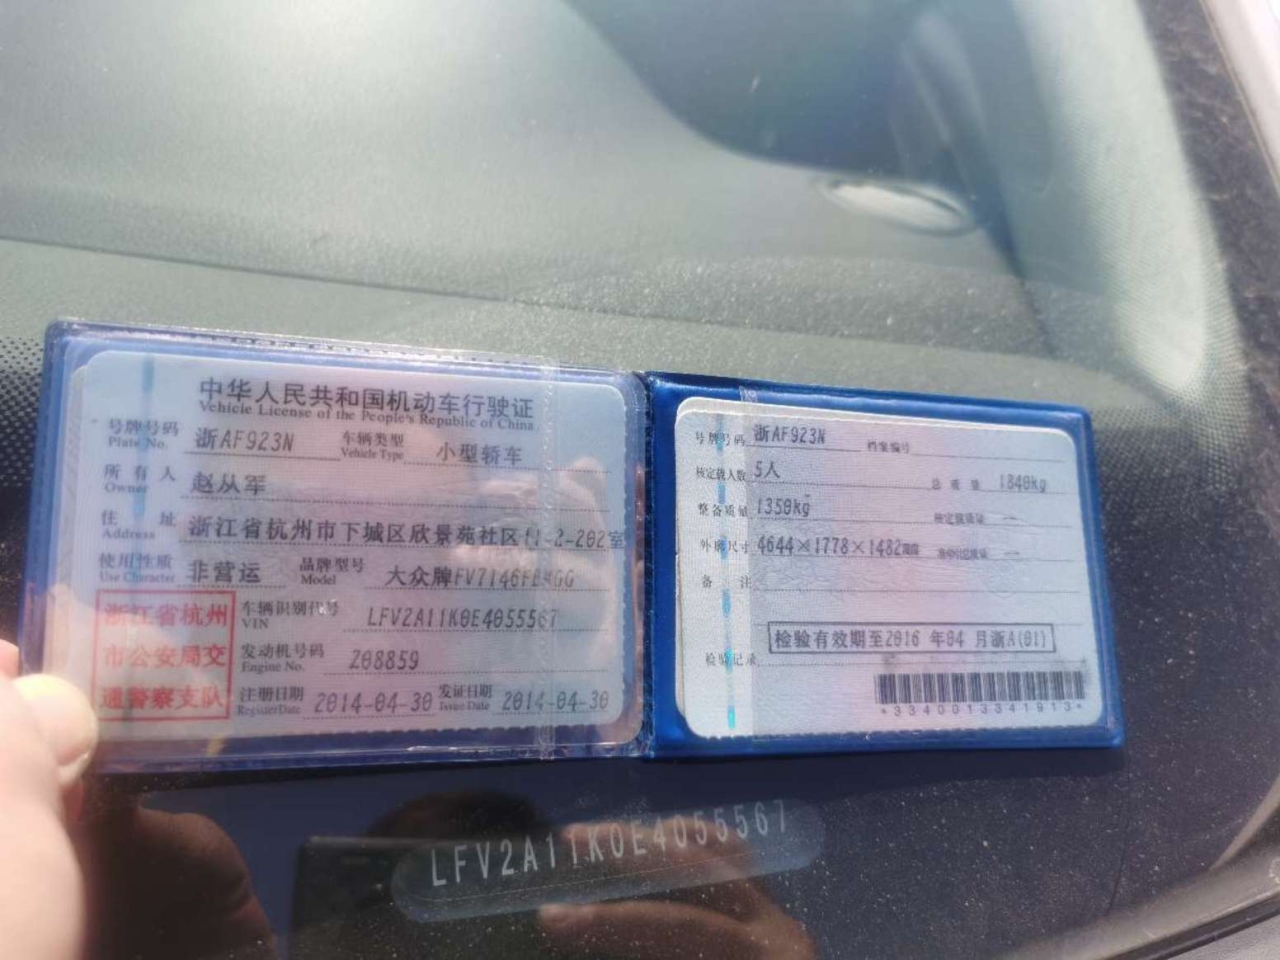 中华人民共和国机动车行驶证
Vehicle License of the People's Republic of China
号牌号码 浙AF923N 车辆类型 小型轿车
Plate No. Vehicle Type
所有人 赵从军
Owner
住址 浙江省杭州市下城区欣景苑社区 2-202室
Address
使用性质 非营运 品牌型号 大众牌
Use Character Model
浙江省杭州
市公安局交
通警察支队
车辆识别代号 LFV2A11K0E4055567
VIN
发动机号码 Z08859
Engine No.
注册日期 2014-04-30 发证日期 2014-04-30
Register Date Issue Date
号牌号码 浙AF923N 档案编号
核定载人数 5人 总质量 1840kg
整备质量 1350kg 核定载质量 —
外廓尺寸 4644×1778×1482 准牵引总质量 —
备注
检验有效期至2016 年04 月浙A(01)
检验记录
*3340013341913*
LFV2A11K0E4055567